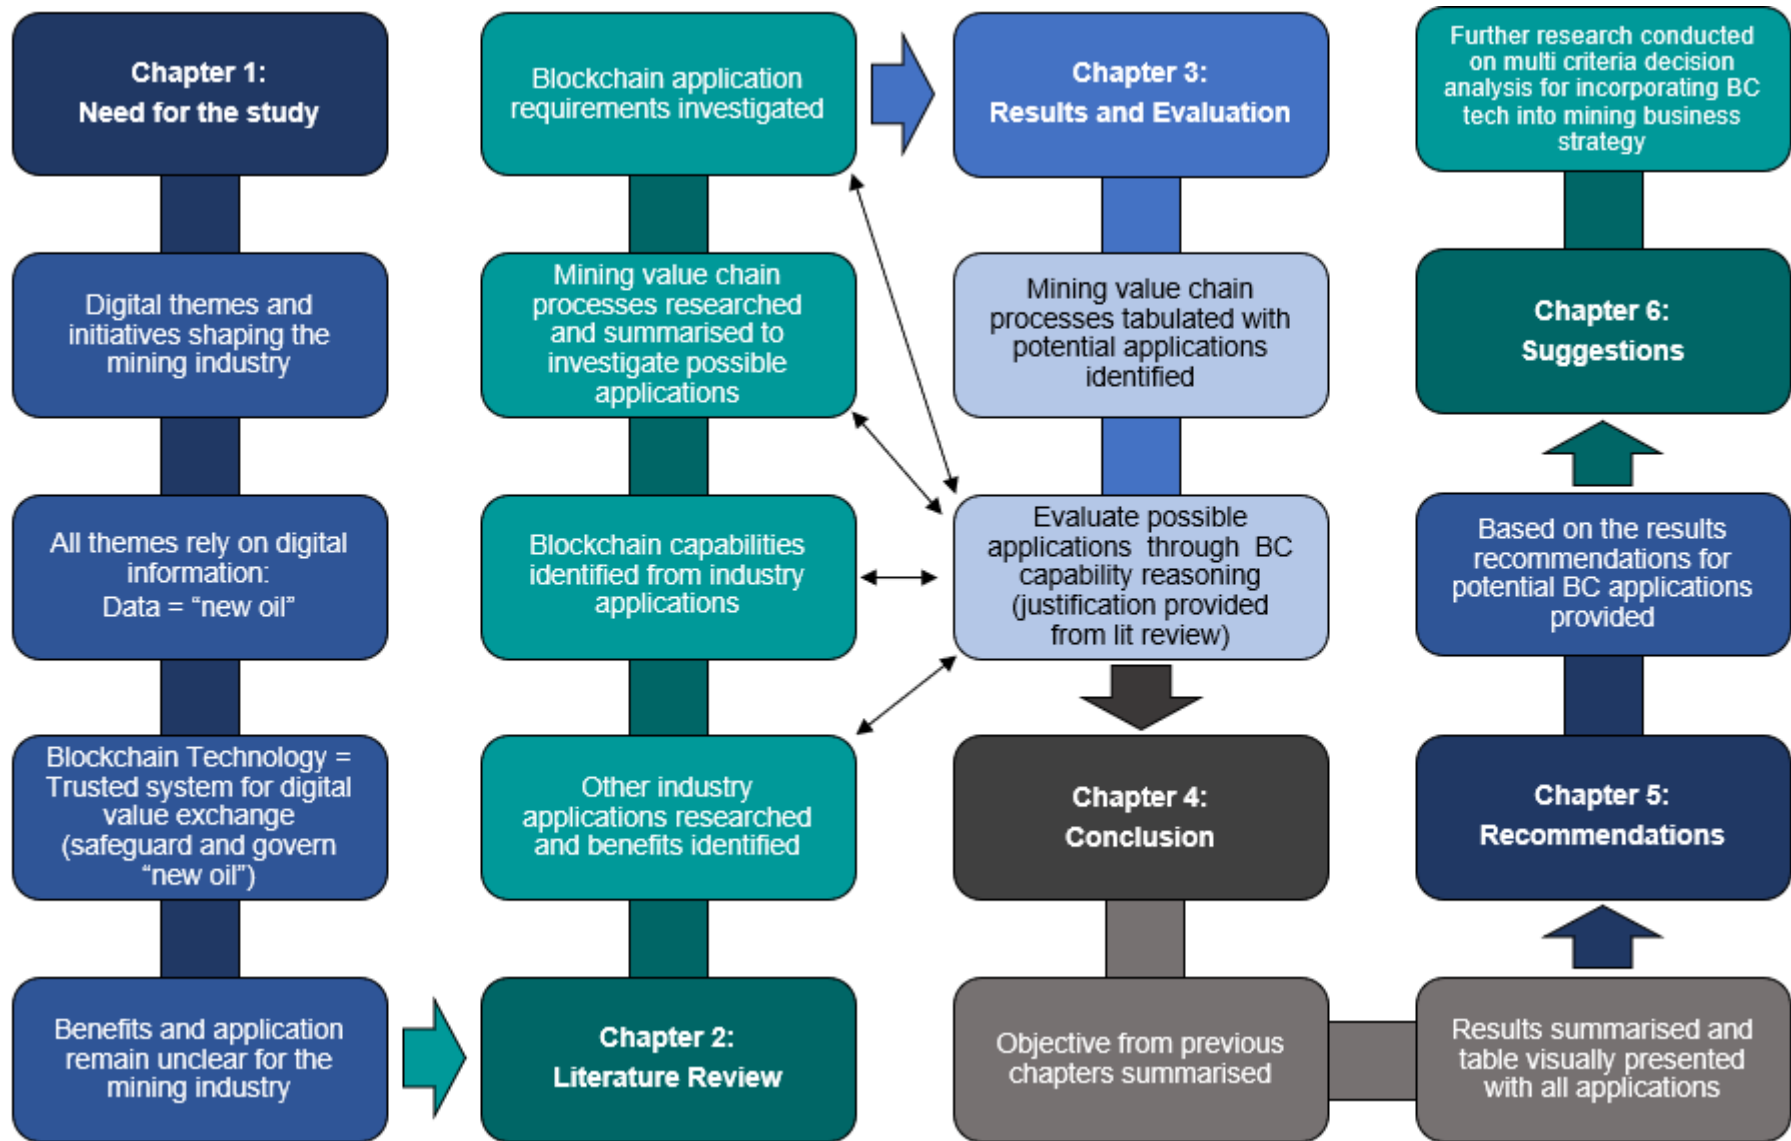 Chapter 1:
Need for the study
Digital themes and
initiatives shaping the
mining industry
All themes rely on digital
information:
Data = “new oil”
Blockchain Technology =
Trusted system for digital
value exchange
(safeguard and govern
“new oil”)
Benefits and application
remain unclear for the
mining industry
Blockchain application
requirements investigated
Mining value chain
processes researched
and summarised to
investigate possible
applications
Blockchain capabilities
identified from industry
applications
Other industry
applications researched
and benefits identified
Chapter 2:
Literature Review
Chapter 3:
Results and Evaluation
Mining value chain
processes tabulated with
potential applications
identified
Evaluate possible
applications through BC
capability reasoning
(justification provided
from lit review)
Chapter 4:
Conclusion
Objective from previous
chapters summarised
Further research conducted
on multi criteria decision
analysis for incorporating BC
tech into mining business
strategy
Chapter 6:
Suggestions
Based on the results
recommendations for
potential BC applications
provided
Chapter 5:
Recommendations
Results summarised and
table visually presented
with all applications